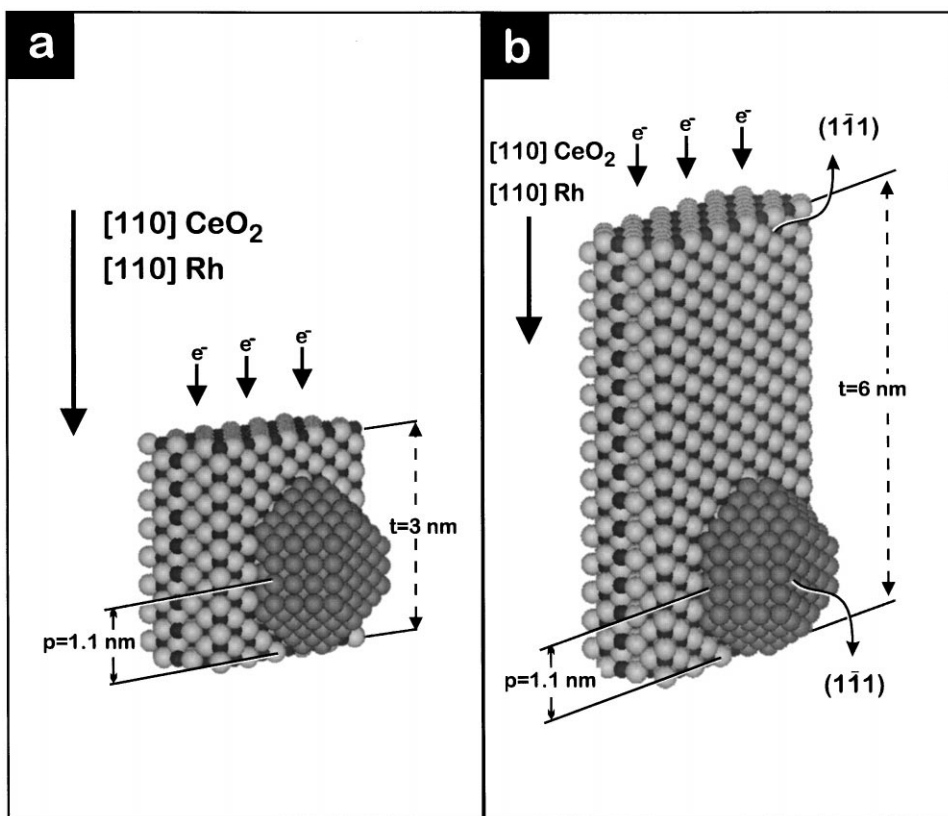 a
[110] CeO₂
[110] Rh
e⁻ e⁻ e⁻
t=3 nm
p=1.1 nm
b
e⁻ e⁻ e⁻
(11̄1)
[110] CeO₂
[110] Rh
t=6 nm
p=1.1 nm
(11̄1)